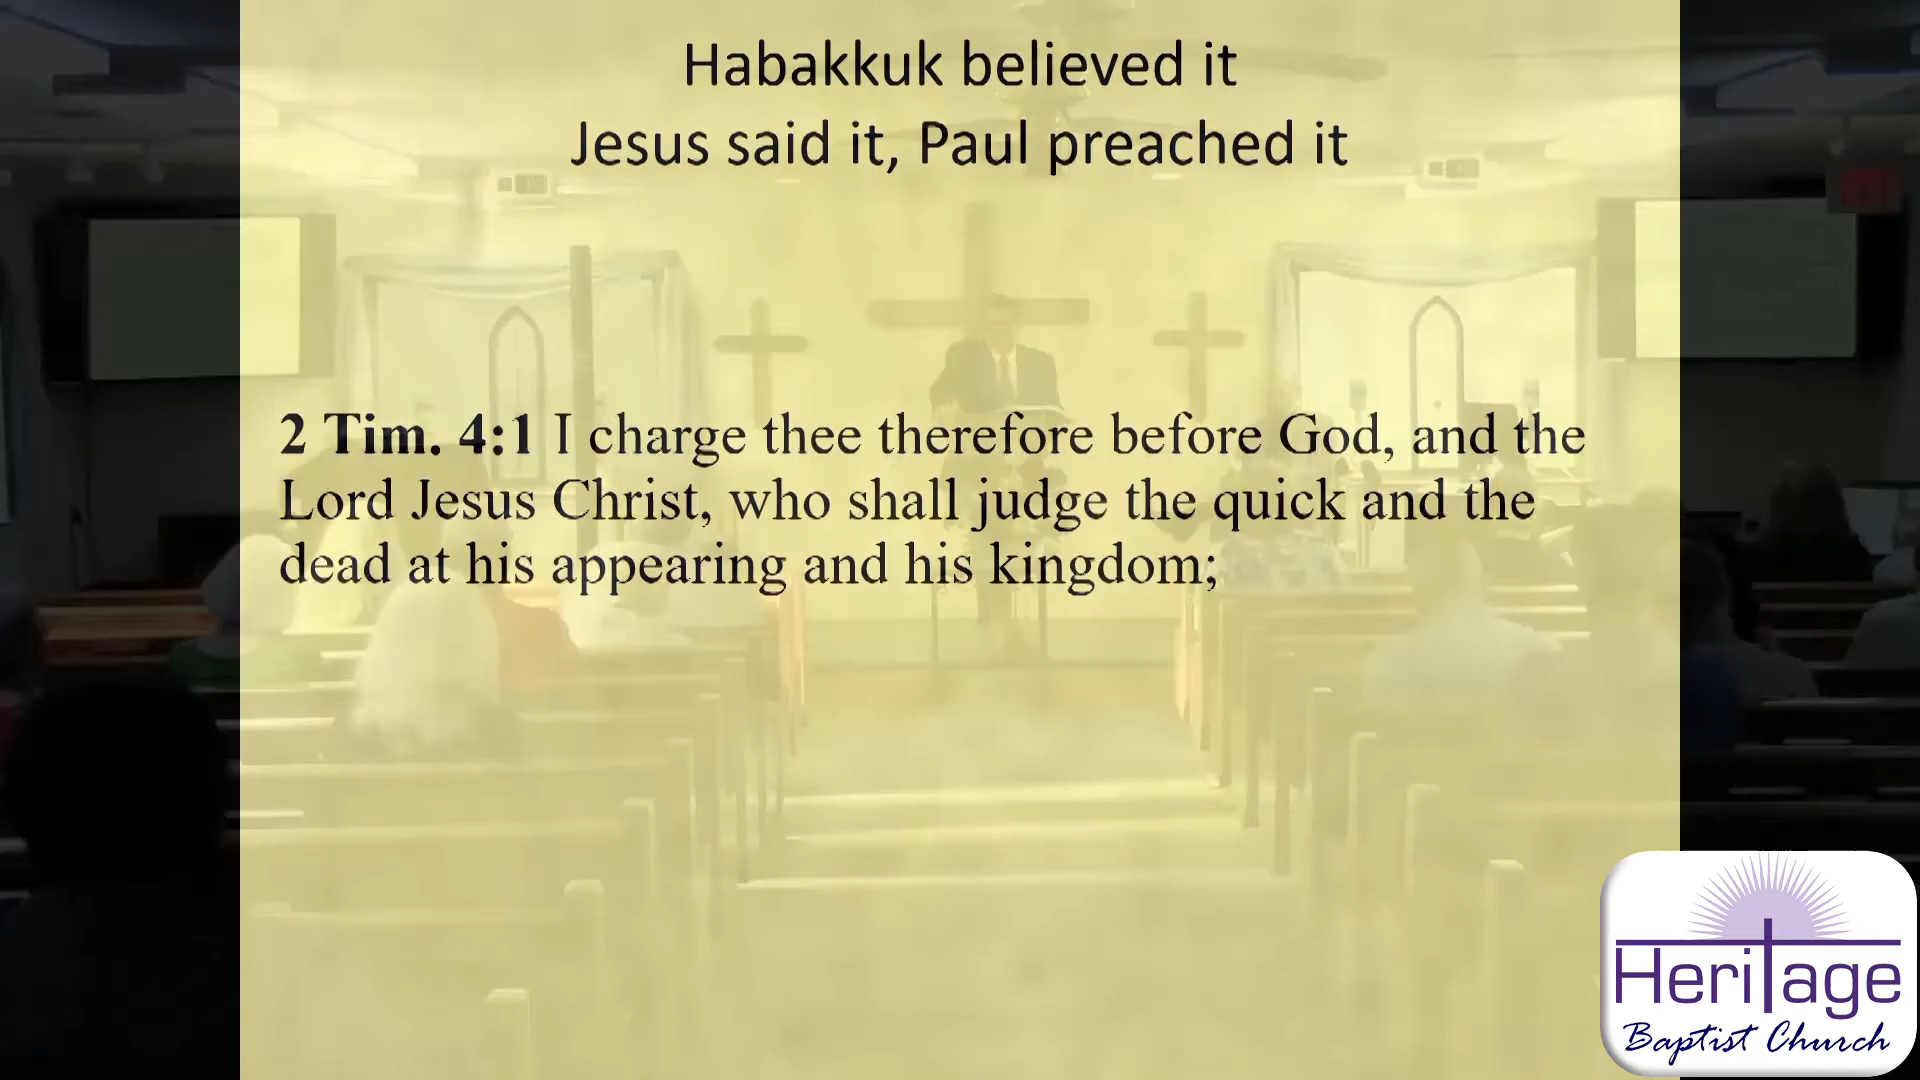 Habakkuk believed it
Jesus said it, Paul preached it
EXIT
2 Tim. 4:1 I charge thee therefore before God, and the
Lord Jesus Christ, who shall judge the quick and the
dead at his appearing and his kingdom;
Heritage
Baptist Church